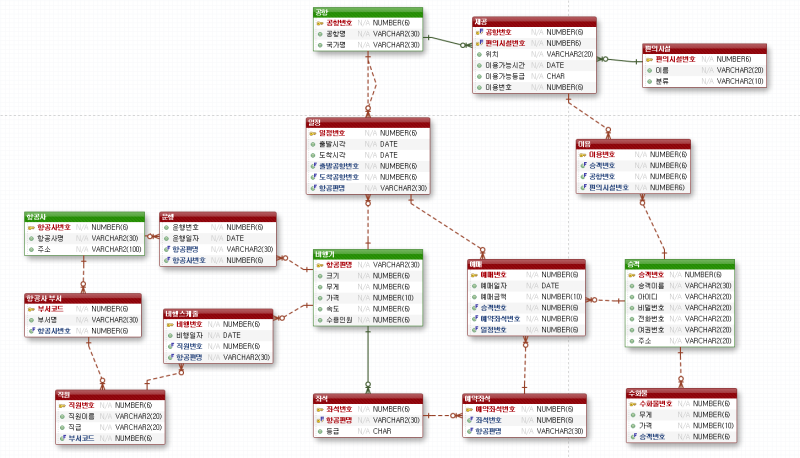 공항
공항번호 N/A NUMBER(6)
공항명 N/A VARCHAR2(30)
국가명 N/A VARCHAR2(30)
제공
공항번호 N/A NUMBER(6)
편의시설번호 N/A NUMBER(6)
위치 N/A VARCHAR2(20)
이용가능시간 N/A DATE
이용가능등급 N/A CHAR
이용번호 N/A NUMBER(6)
편의시설
편의시설번호 N/A NUMBER(6)
이름 N/A VARCHAR2(20)
분류 N/A VARCHAR2(10)
일정
일정번호 N/A NUMBER(6)
출발시각 N/A DATE
도착시각 N/A DATE
출발공항번호 N/A NUMBER(6)
도착공항번호 N/A NUMBER(6)
항공편명 N/A VARCHAR2(30)
이용
이용번호 N/A NUMBER(6)
승객번호 N/A NUMBER(6)
공항번호 N/A NUMBER(6)
편의시설번호 N/A NUMBER(6)
항공사
항공사번호 N/A NUMBER(6)
항공사명 N/A VARCHAR2(30)
주소 N/A VARCHAR2(100)
운행
운행번호 N/A NUMBER(6)
운행일자 N/A DATE
항공편명 N/A VARCHAR2(30)
항공사번호 N/A NUMBER(6)
비행기
항공편명 N/A VARCHAR2(30)
크기 N/A NUMBER(6)
무게 N/A NUMBER(6)
가격 N/A NUMBER(10)
속도 N/A NUMBER(6)
수용인원 N/A NUMBER(6)
예매
예매번호 N/A NUMBER(6)
예매일자 N/A DATE
예매금액 N/A NUMBER(10)
승객번호 N/A NUMBER(6)
예약좌석번호 N/A NUMBER(6)
일정번호 N/A NUMBER(6)
승객
승객번호 N/A NUMBER(6)
승객이름 N/A VARCHAR2(30)
아이디 N/A VARCHAR2(20)
비밀번호 N/A VARCHAR2(20)
전화번호 N/A VARCHAR2(20)
여권번호 N/A VARCHAR2(20)
주소 N/A VARCHAR2(20)
항공사 부서
부서코드 N/A NUMBER(6)
부서명 N/A VARCHAR2(30)
항공사번호 N/A NUMBER(6)
비행 스케줄
비행번호 N/A NUMBER(6)
비행일자 N/A DATE
직원번호 N/A NUMBER(6)
항공편명 N/A VARCHAR2(30)
직원
직원번호 N/A NUMBER(6)
직원이름 N/A VARCHAR2(20)
직급 N/A VARCHAR2(20)
부서코드 N/A NUMBER(6)
좌석
좌석번호 N/A NUMBER(6)
항공편명 N/A VARCHAR2(30)
등급 N/A CHAR
예약좌석
예약좌석번호 N/A NUMBER(6)
좌석번호 N/A NUMBER(6)
항공편명 N/A VARCHAR2(30)
수화물
수화물번호 N/A NUMBER(6)
무게 N/A NUMBER(6)
가격 N/A NUMBER(10)
승객번호 N/A NUMBER(6)